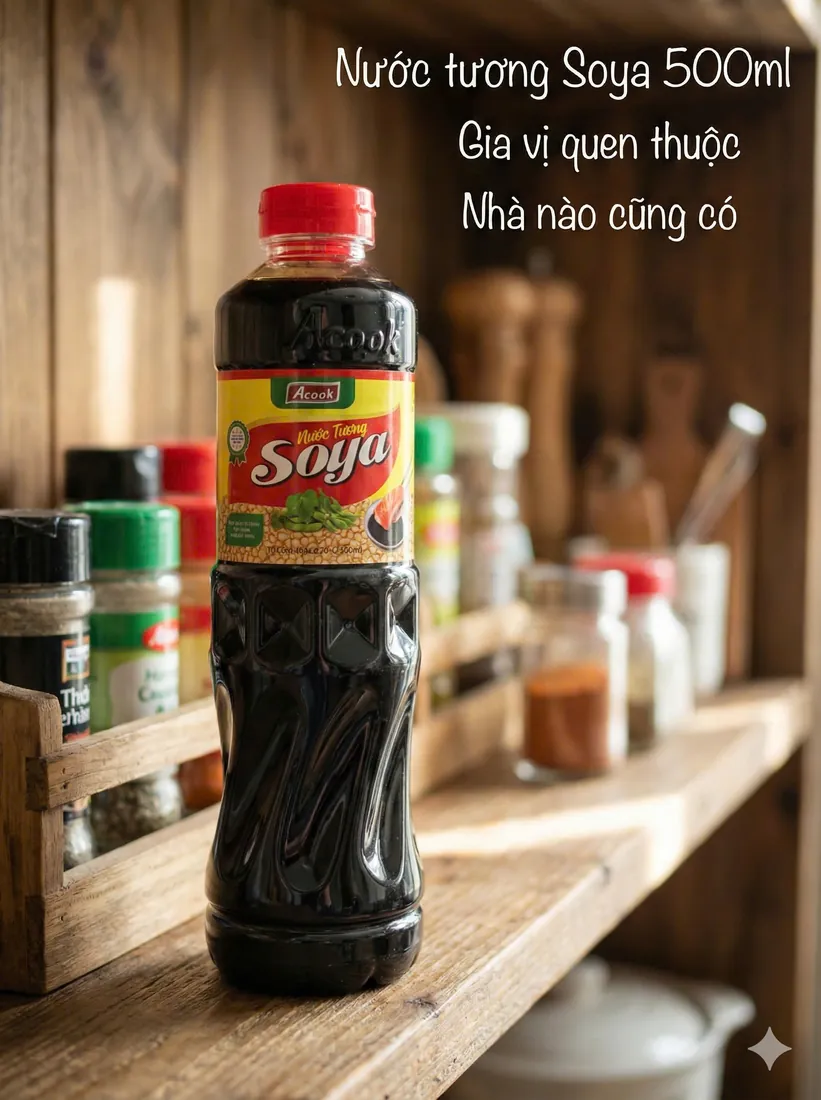 Nước tương Soya 500ml
Gia vị quen thuộc
Nhà nào cũng có
Acook
Acook
Nước Tương
Soya